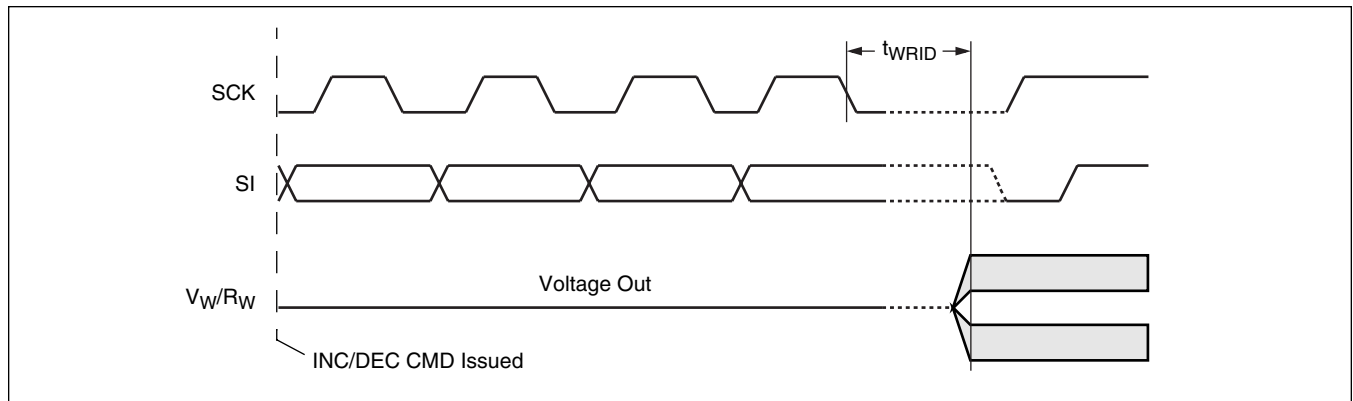 tWRID
SCK
SI
Voltage Out
VW/RW
INC/DEC CMD Issued